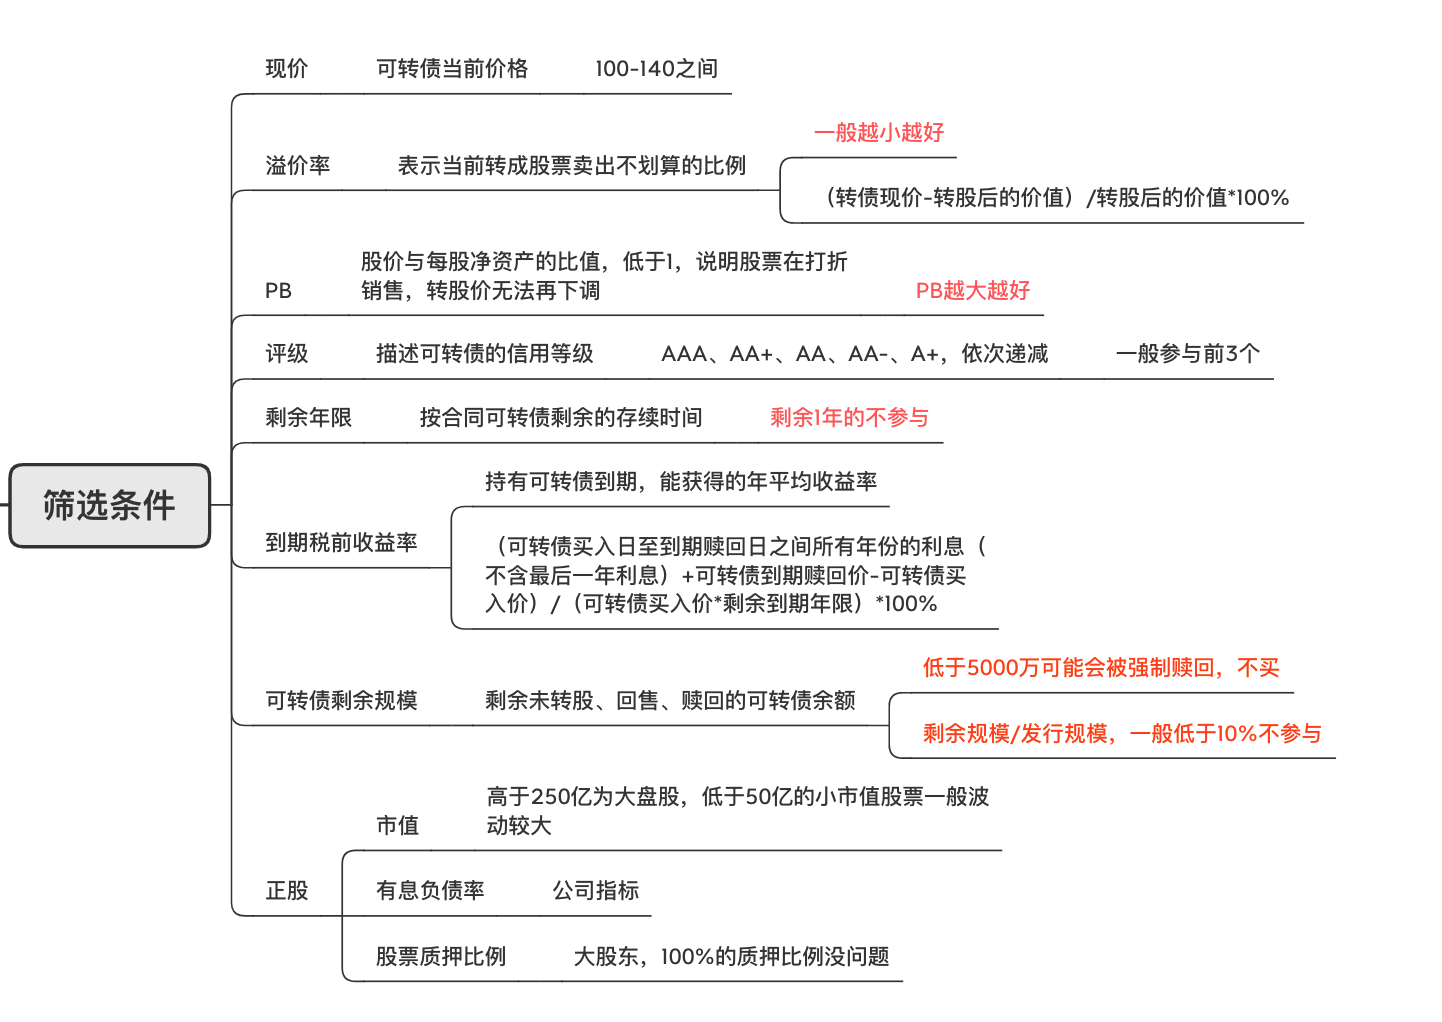 筛选条件
现价
可转债当前价格
100-140之间
溢价率
表示当前转成股票卖出不划算的比例
一般越小越好
（转债现价-转股后的价值）/转股后的价值*100%
PB
股价与每股净资产的比值，低于1，说明股票在打折
销售，转股价无法再下调
PB越大越好
评级
描述可转债的信用等级
AAA、AA+、AA、AA-、A+，依次递减
一般参与前3个
剩余年限
按合同可转债剩余的存续时间
剩余1年的不参与
到期税前收益率
持有可转债到期，能获得的年平均收益率
（可转债买入日至到期赎回日之间所有年份的利息（
不含最后一年利息）+可转债到期赎回价-可转债买
入价）/（可转债买入价*剩余到期年限）*100%
可转债剩余规模
剩余未转股、回售、赎回的可转债余额
低于5000万可能会被强制赎回，不买
剩余规模/发行规模，一般低于10%不参与
正股
市值
高于250亿为大盘股，低于50亿的小市值股票一般波
动较大
有息负债率
公司指标
股票质押比例
大股东，100%的质押比例没问题